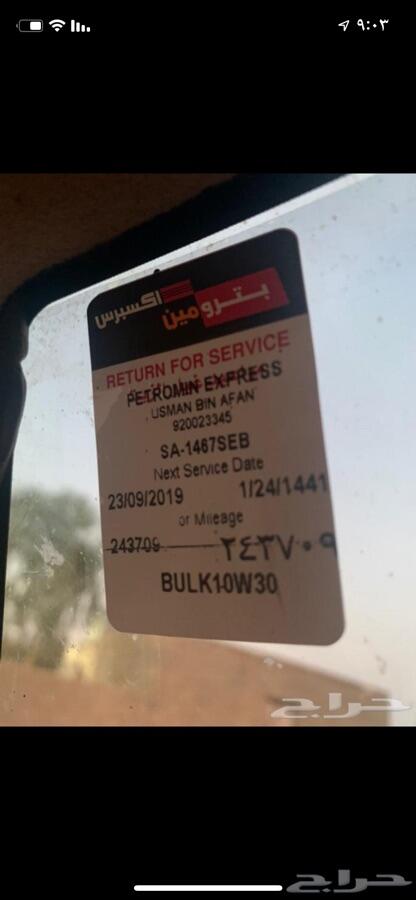 ٩:٠٣
بترومين اكسبرس
RETURN FOR SERVICE
PETROMIN EXPRESS
USMAN BIN AFAN
920023345
SA-1467SEB
Next Service Date
23/09/2019 1/24/1441
or Mileage
243709 ٢٤٣٧٠٩
BULK10W30
حراج
حراج